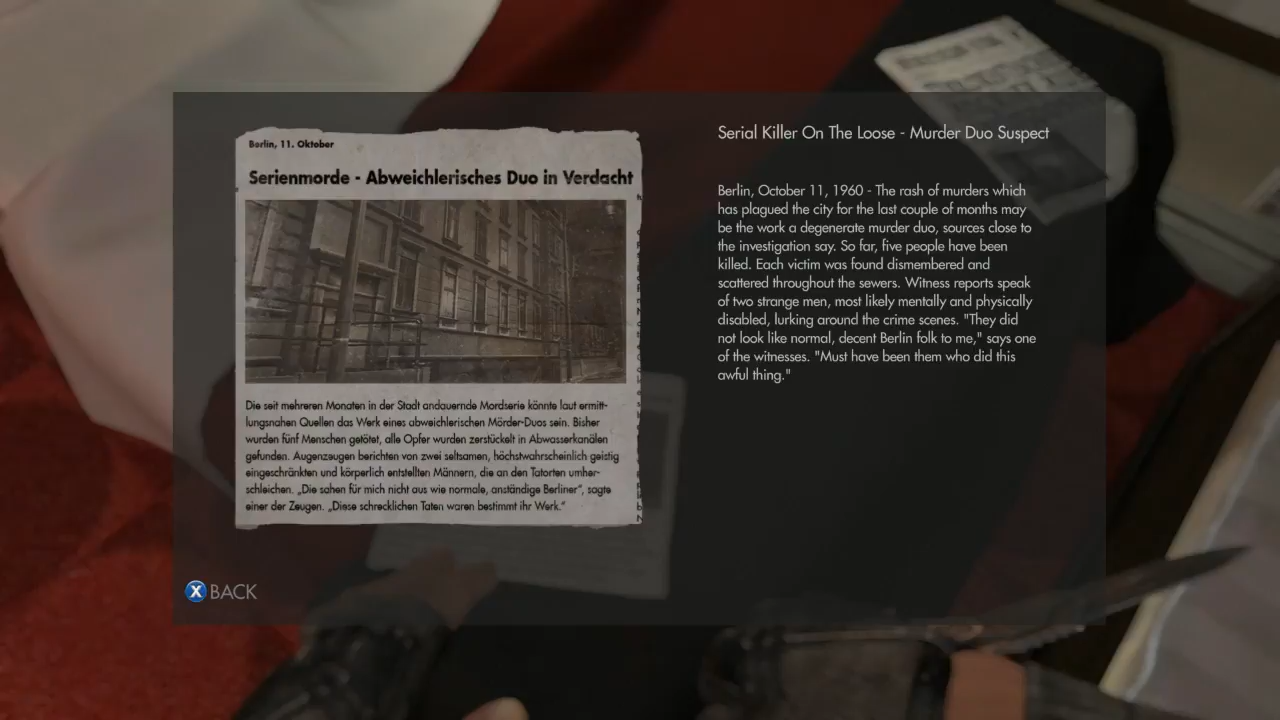 Berlin, 11. Oktober
Serienmorde - Abweichlerisches Duo in Verdacht
Die seit mehreren Monaten in der Stadt andauernde Mordserie könnte laut ermitt-
lungsnahen Quellen das Werk eines abweichlerischen Mörder-Duos sein. Bisher
wurden fünf Menschen getötet, alle Opfer wurden zerstückelt in Abwasserkanälen
gefunden. Augenzeugen berichten von zwei seltsamen, höchstwahrscheinlich geistig
eingeschränkten und körperlich entstellten Männern, die an den Tatorten umher-
schleichen. „Die sahen für mich nicht aus wie normale, anständige Berliner“, sagte
einer der Zeugen. „Diese schrecklichen Taten waren bestimmt ihr Werk.“
Serial Killer On The Loose - Murder Duo Suspect
Berlin, October 11, 1960 - The rash of murders which
has plagued the city for the last couple of months may
be the work a degenerate murder duo, sources close to
the investigation say. So far, five people have been
killed. Each victim was found dismembered and
scattered throughout the sewers. Witness reports speak
of two strange men, most likely mentally and physically
disabled, lurking around the crime scenes. "They did
not look like normal, decent Berlin folk to me," says one
of the witnesses. "Must have been them who did this
awful thing."
X BACK